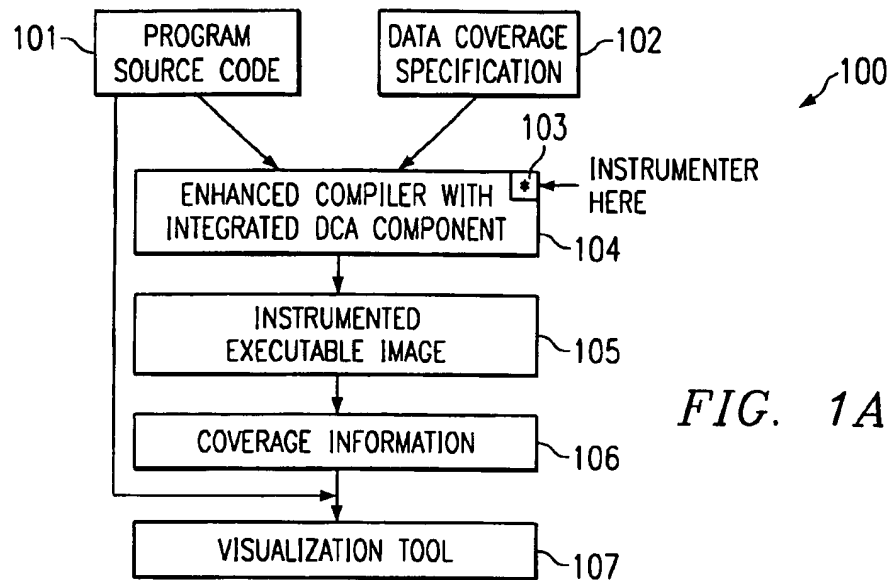 101
PROGRAM
SOURCE CODE
DATA COVERAGE
SPECIFICATION
102
100
103
*
INSTRUMENTER
HERE
ENHANCED COMPILER WITH
INTEGRATED DCA COMPONENT
104
INSTRUMENTED
EXECUTABLE IMAGE
105
FIG. 1A
COVERAGE INFORMATION
106
VISUALIZATION TOOL
107